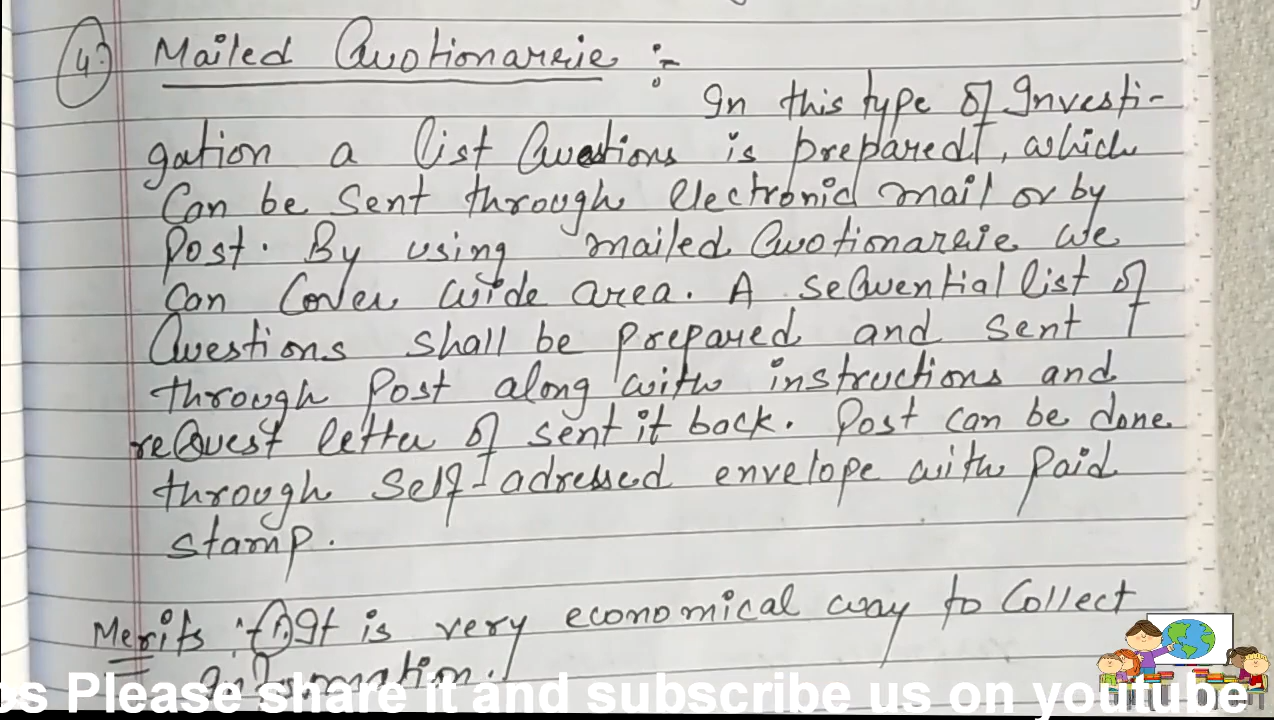 4. Mailed Quotionareie :-
In this type of Investi-
gation a list Questions is prepared, which
Can be Sent through electronic mail or by
Post. By using mailed Quotionareie we
can Cover wide area. A seQuential list of
Questions shall be prepared and sent
through Post along with instructions and
reQuest letter of sent it back. Post can be done
through Self-adressed envelope with Paid
stamp.
Merits :- (1) It is very economical way to Collect
Information.
os Please share it and subscribe us on youtube